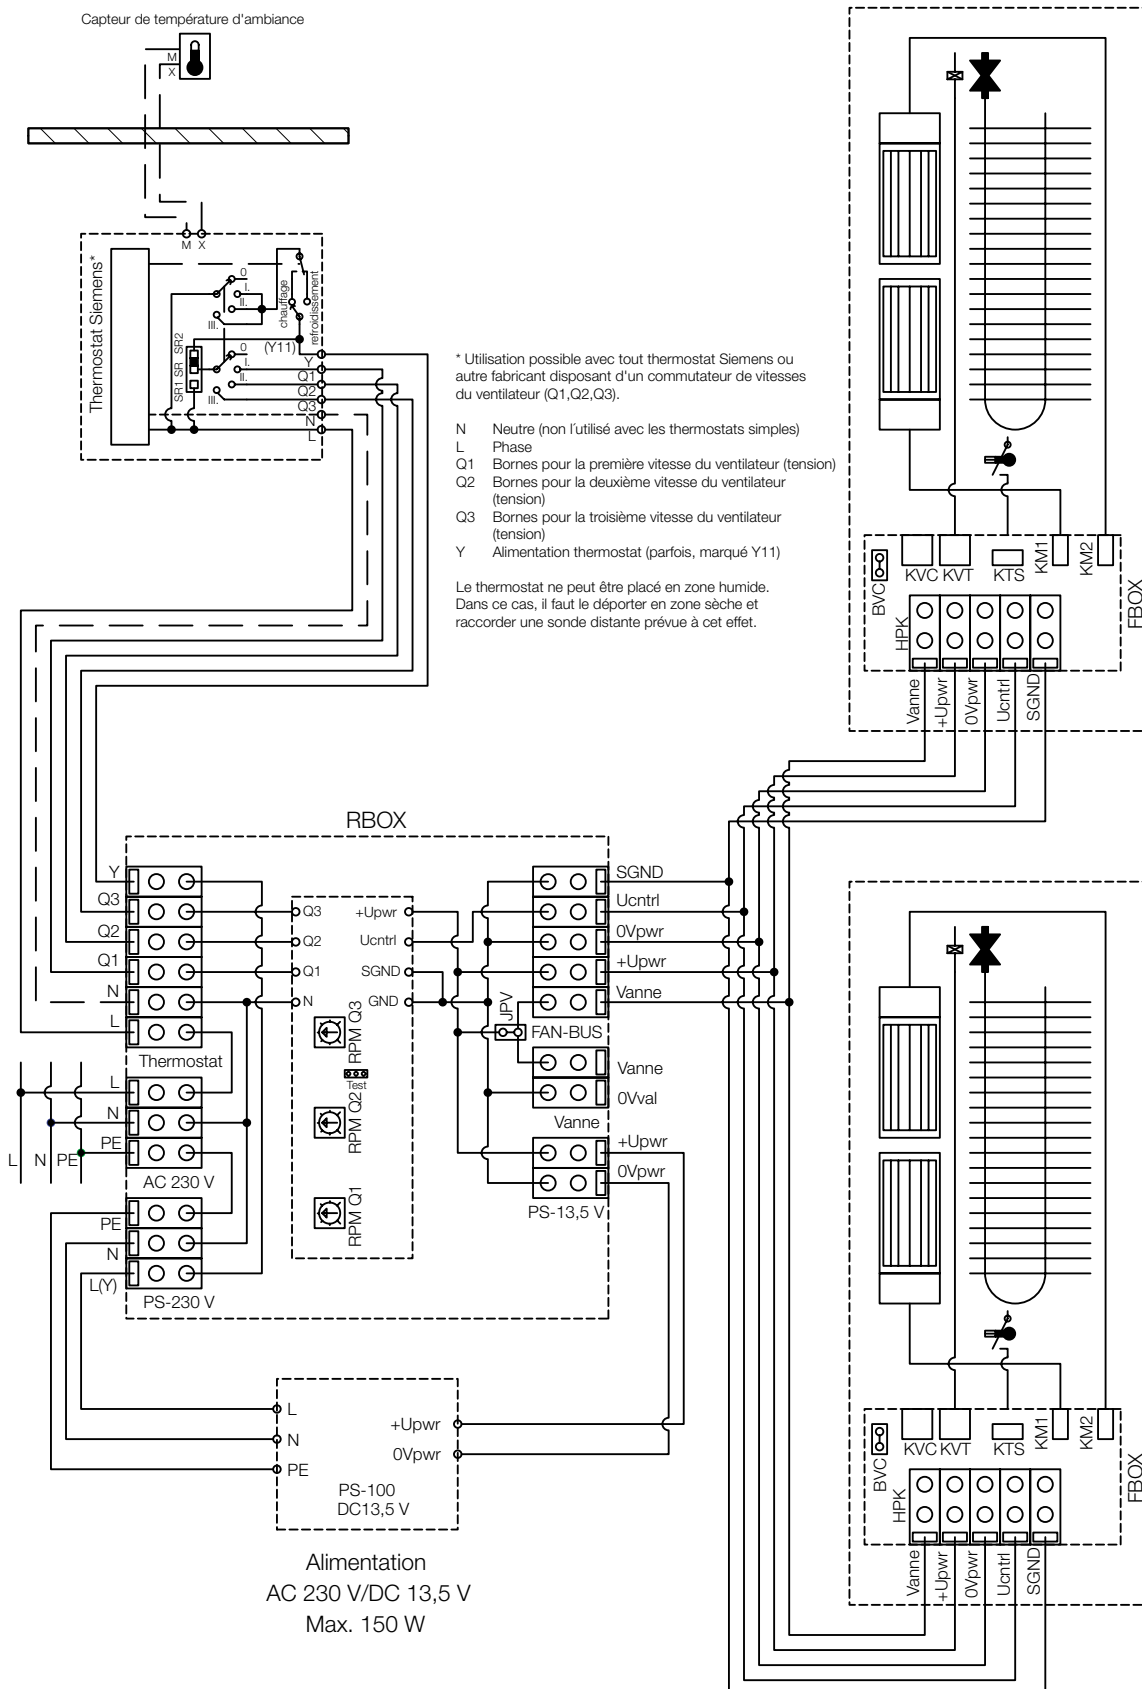 Capteur de température d'ambiance
M
X
M X
Thermostat Siemens*
0
I.
II.
III.
chauffage
refroidissement
(Y11)
SR1 SR SR2
0
I.
II.
III.
Y
Q1
Q2
Q3
N
L
* Utilisation possible avec tout thermostat Siemens ou
autre fabricant disposant d'un commutateur de vitesses
du ventilateur (Q1,Q2,Q3).
N Neutre (non l´utilisé avec les thermostats simples)
L Phase
Q1 Bornes pour la première vitesse du ventilateur (tension)
Q2 Bornes pour la deuxième vitesse du ventilateur
(tension)
Q3 Bornes pour la troisième vitesse du ventilateur
(tension)
Y Alimentation thermostat (parfois, marqué Y11)
Le thermostat ne peut être placé en zone humide.
Dans ce cas, il faut le déporter en zone sèche et
raccorder une sonde distante prévue à cet effet.
BVC
KVC KVT KTS KM1 KM2
HPK
FBOX
Vanne
+Upwr
0Vpwr
Ucntrl
SGND
RBOX
Y
Q3
Q2
Q1
N
L
Thermostat
L
N
PE
AC 230 V
L N PE
PE
N
L(Y)
PS-230 V
Q3
Q2
Q1
N
+Upwr
Ucntrl
SGND
GND
RPM Q3
Test
RPM Q2
RPM Q1
JPV
SGND
Ucntrl
0Vpwr
+Upwr
Vanne
FAN-BUS
Vanne
0Vval
Vanne
+Upwr
0Vpwr
PS-13,5 V
L
N
PE
+Upwr
0Vpwr
PS-100
DC13,5 V
Alimentation
AC 230 V/DC 13,5 V
Max. 150 W
BVC
KVC KVT KTS KM1 KM2
HPK
FBOX
Vanne
+Upwr
0Vpwr
Ucntrl
SGND